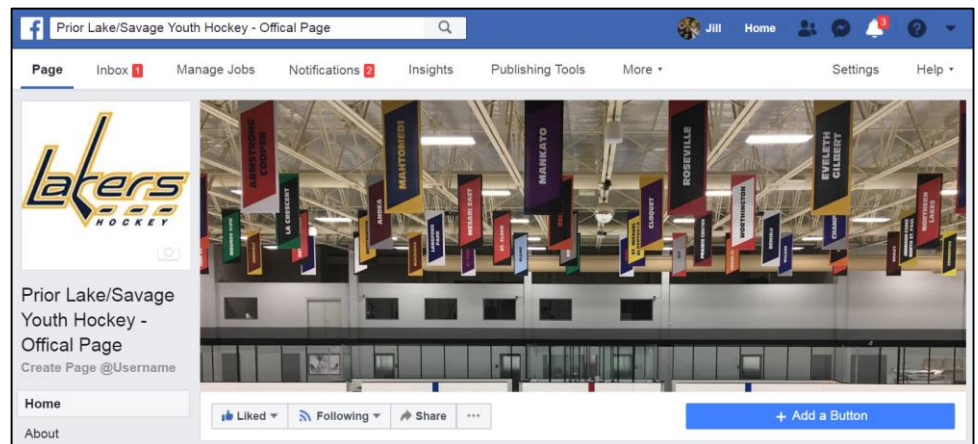 f Prior Lake/Savage Youth Hockey - Offical Page Jill Home 3
Page Inbox 1 Manage Jobs Notifications 2 Insights Publishing Tools More Settings Help
Lakers
HOCKEY
ARMSTRONG
COOPER
MAHTOMEDI
MANKATO
ROSEVILLE
EVELETH
GILBERT
LA CRESCENT
ANOKA
MESABI EAST
CLOQUET
WORTHINGTON
NORTHERN
LAKES
Prior Lake/Savage
Youth Hockey -
Offical Page
Create Page @Username
Home
About
Liked Following Share ... + Add a Button